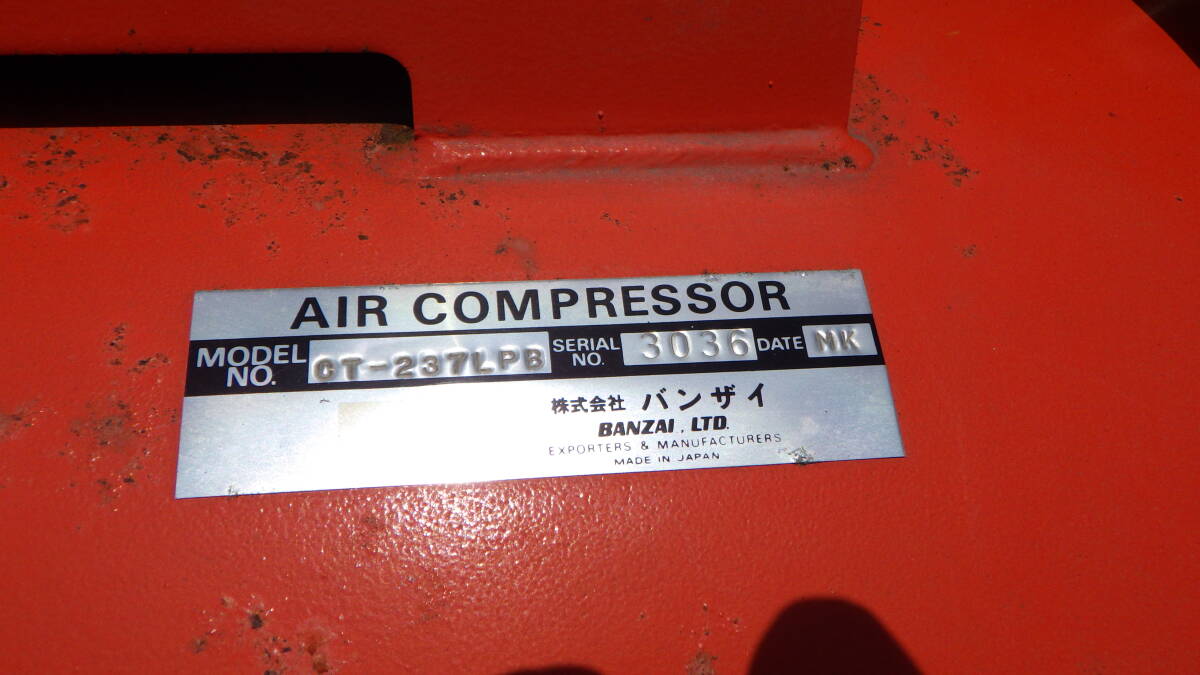 AIR COMPRESSOR
MODEL NO. CT-237LPB SERIAL NO. 3036 DATE NK
株式会社 バンザイ
BANZAI, LTD.
EXPORTERS & MANUFACTURERS
MADE IN JAPAN